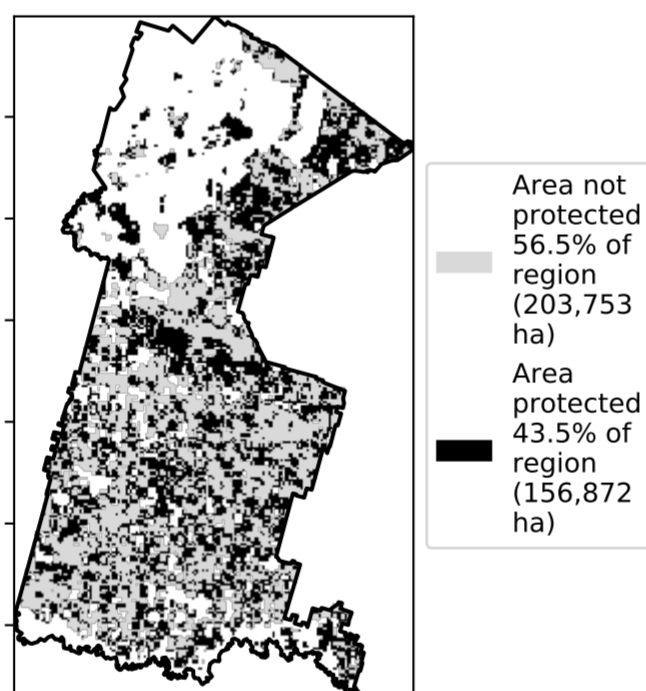 Area not
protected
56.5% of
region
(203,753
ha)
Area
protected
43.5% of
region
(156,872
ha)